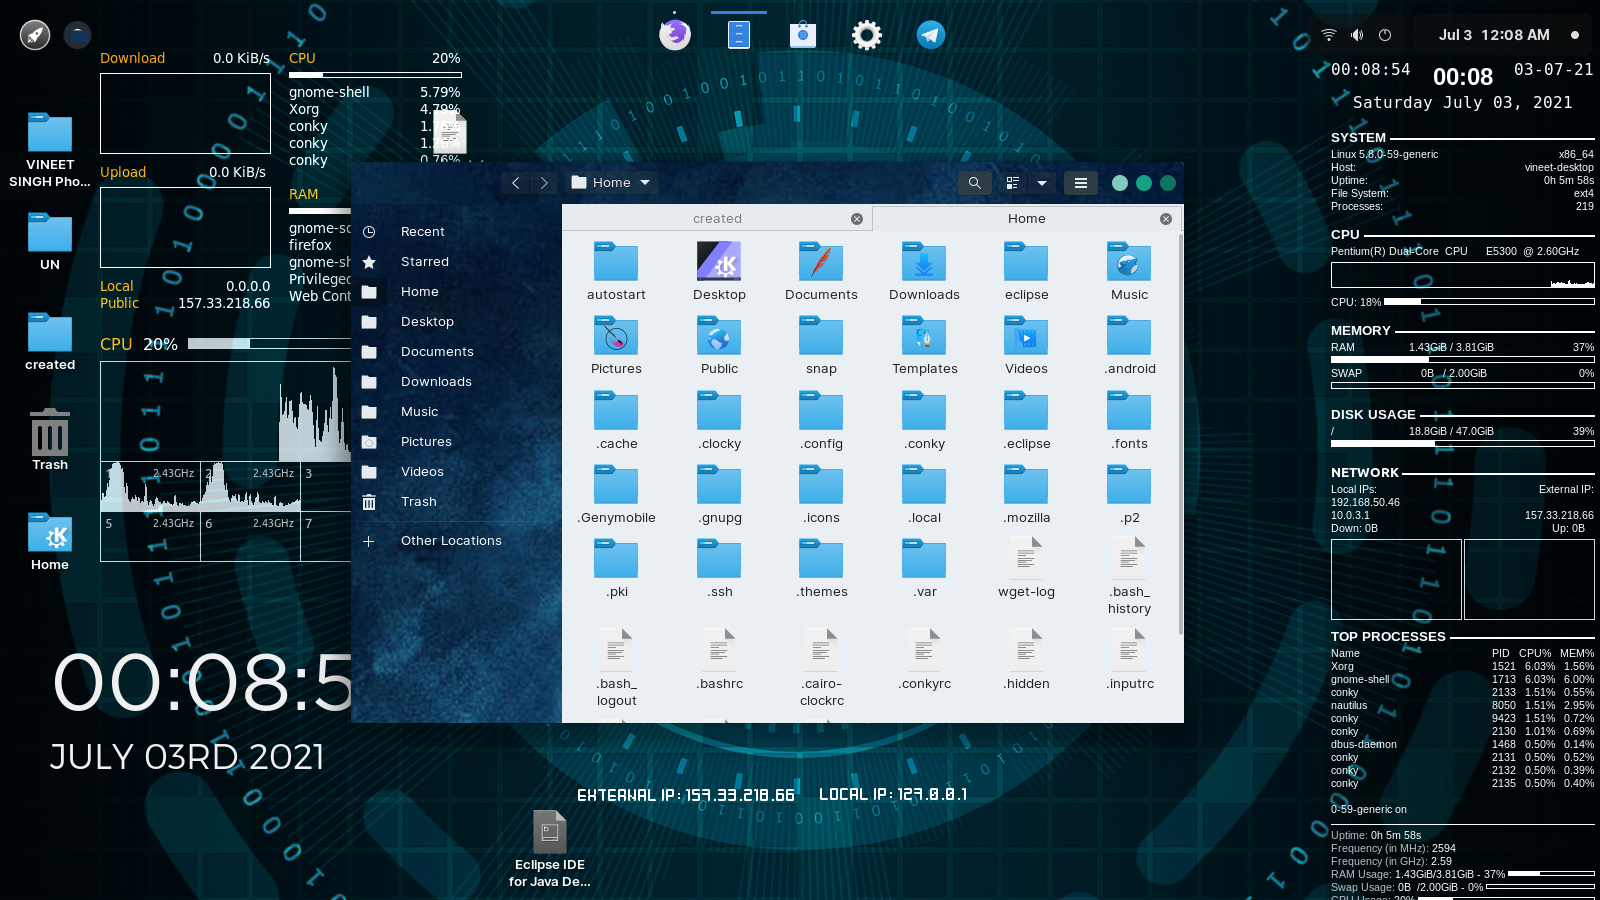 Jul 3  12:08 AM
Download 0.0 KiB/s
Upload 0.0 KiB/s
Local 0.0.0.0
Public 157.33.218.66
CPU 20%
gnome-shell 5.79%
Xorg 4.79%
conky
conky
conky 0.76%
RAM
firefox
Web Cont
CPU 20%
2.43GHz 2 2.43GHz 3
5 2.43GHz 6 2.43GHz 7
VINEET
SINGH Pho...
UN
created
Trash
Home
00:08:5
JULY 03RD 2021
Home
Recent
Starred
Home
Desktop
Documents
Downloads
Music
Pictures
Videos
Trash
Other Locations
created Home
autostart Desktop Documents Downloads eclipse Music
Pictures Public snap Templates Videos .android
.cache .clocky .config .conky .eclipse .fonts
.Genymobile .gnupg .icons .local .mozilla .p2
.pki .ssh .themes .var wget-log .bash_
history
.bash_
logout .bashrc .cairo-
clockrc .conkyrc .hidden .inputrc
EXTERNAL IP: 157.33.218.66 LOCAL IP: 127.0.0.1
Eclipse IDE
for Java De...
00:08:54 00:08 03-07-21
Saturday July 03, 2021
SYSTEM
Linux 5.8.0-59-generic x86_64
Host: vineet-desktop
Uptime: 0h 5m 58s
File System: ext4
Processes: 219
CPU
Pentium(R) Dual-Core CPU E5300 @ 2.60GHz
CPU: 18%
MEMORY
RAM 1.43GiB / 3.81GiB 37%
SWAP 0B / 2.00GiB 0%
DISK USAGE
/ 18.8GiB / 47.0GiB 39%
NETWORK
Local IPs: External IP:
192.168.50.46
10.0.3.1 157.33.218.66
Down: 0B Up: 0B
TOP PROCESSES
Name PID CPU% MEM%
Xorg 1521 6.03% 1.56%
gnome-shell 1713 6.03% 6.00%
conky 2133 1.51% 0.55%
nautilus 8050 1.51% 2.95%
conky 9423 1.51% 0.72%
conky 2130 1.01% 0.69%
dbus-daemon 1468 0.50% 0.14%
conky 2131 0.50% 0.52%
conky 2132 0.50% 0.39%
conky 2135 0.50% 0.40%
0-59-generic on
Uptime: 0h 5m 58s
Frequency (in MHz): 2594
Frequency (in GHz): 2.59
RAM Usage: 1.43GiB/3.81GiB - 37%
Swap Usage: 0B /2.00GiB - 0%